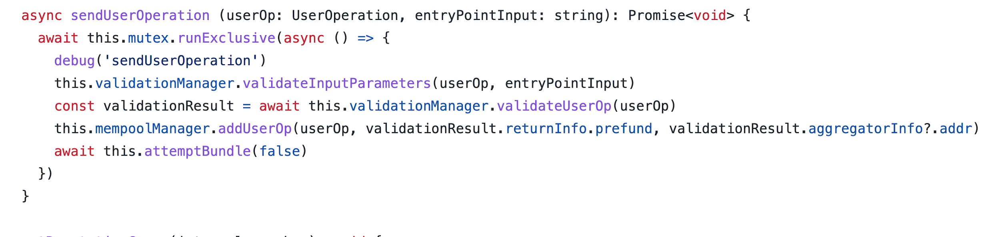 async sendUserOperation (userOp: UserOperation, entryPointInput: string): Promise<void> {
await this.mutex.runExclusive(async () => {
debug('sendUserOperation')
this.validationManager.validateInputParameters(userOp, entryPointInput)
const validationResult = await this.validationManager.validateUserOp(userOp)
this.mempoolManager.addUserOp(userOp, validationResult.returnInfo.prefund, validationResult.aggregatorInfo?.addr)
await this.attemptBundle(false)
})
}